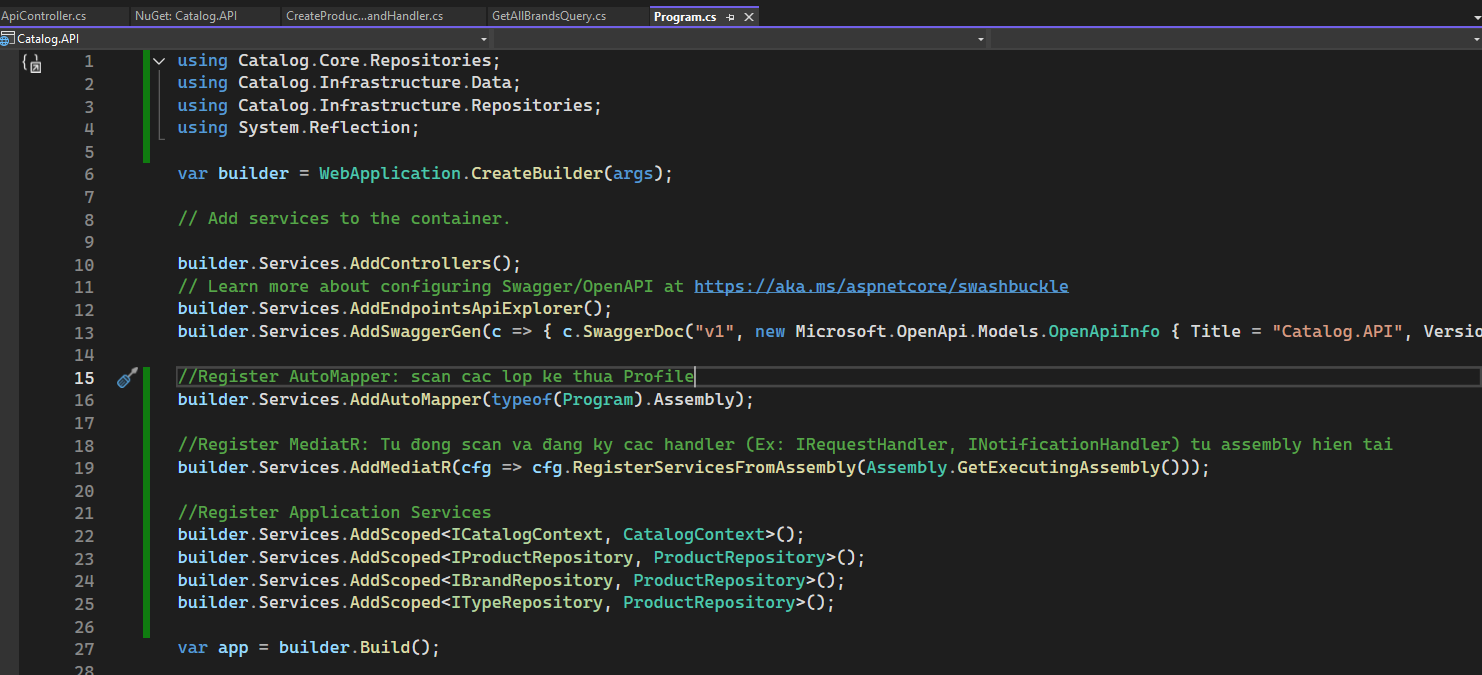 ApiController.cs NuGet: Catalog.API CreateProduc...andHandler.cs GetAllBrandsQuery.cs Program.cs
Catalog.API
1 using Catalog.Core.Repositories;
2 using Catalog.Infrastructure.Data;
3 using Catalog.Infrastructure.Repositories;
4 using System.Reflection;
5
6 var builder = WebApplication.CreateBuilder(args);
7
8 // Add services to the container.
9
10 builder.Services.AddControllers();
11 // Learn more about configuring Swagger/OpenAPI at https://aka.ms/aspnetcore/swashbuckle
12 builder.Services.AddEndpointsApiExplorer();
13 builder.Services.AddSwaggerGen(c => { c.SwaggerDoc("v1", new Microsoft.OpenApi.Models.OpenApiInfo { Title = "Catalog.API", Versio
14
15 //Register AutoMapper: scan cac lop ke thua Profile
16 builder.Services.AddAutoMapper(typeof(Program).Assembly);
17
18 //Register MediatR: Tu đong scan va đang ky cac handler (Ex: IRequestHandler, INotificationHandler) tu assembly hien tai
19 builder.Services.AddMediatR(cfg => cfg.RegisterServicesFromAssembly(Assembly.GetExecutingAssembly()));
20
21 //Register Application Services
22 builder.Services.AddScoped<ICatalogContext, CatalogContext>();
23 builder.Services.AddScoped<IProductRepository, ProductRepository>();
24 builder.Services.AddScoped<IBrandRepository, ProductRepository>();
25 builder.Services.AddScoped<ITypeRepository, ProductRepository>();
26
27 var app = builder.Build();
28